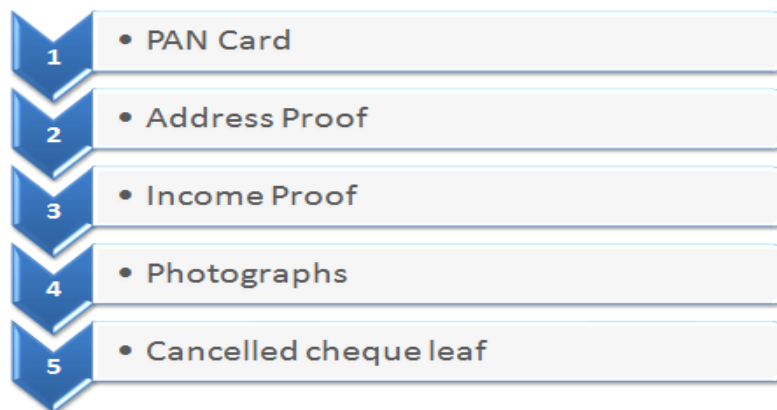 1 • PAN Card
2 • Address Proof
3 • Income Proof
4 • Photographs
5 • Cancelled cheque leaf